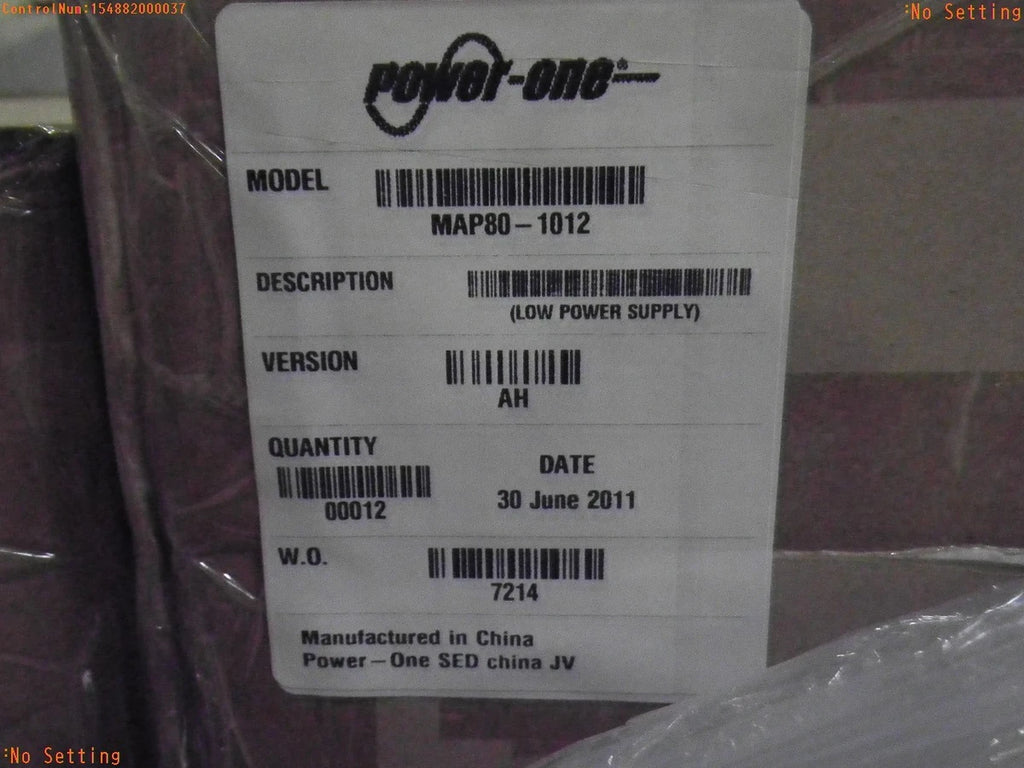 ControlNum:154882000037
:No Setting
power-one®
MODEL
MAP80-1012
DESCRIPTION
(LOW POWER SUPPLY)
VERSION
AH
QUANTITY
00012
DATE
30 June 2011
W.O.
7214
Manufactured in China
Power-One SED china JV
:No Setting